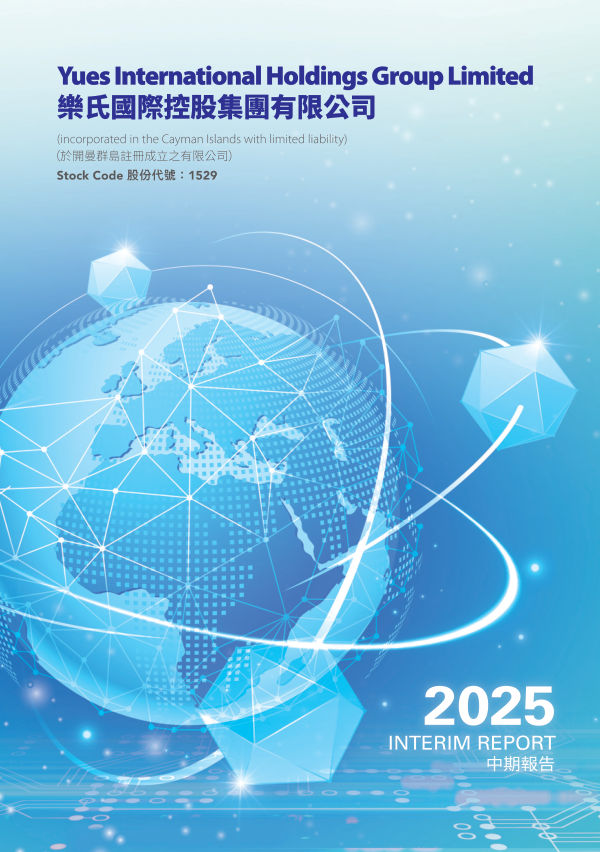 Yues International Holdings Group Limited
樂氏國際控股集團有限公司
(incorporated in the Cayman Islands with limited liability)
(於開曼群島註冊成立之有限公司)
Stock Code 股份代號：1529
2025
INTERIM REPORT
中期報告